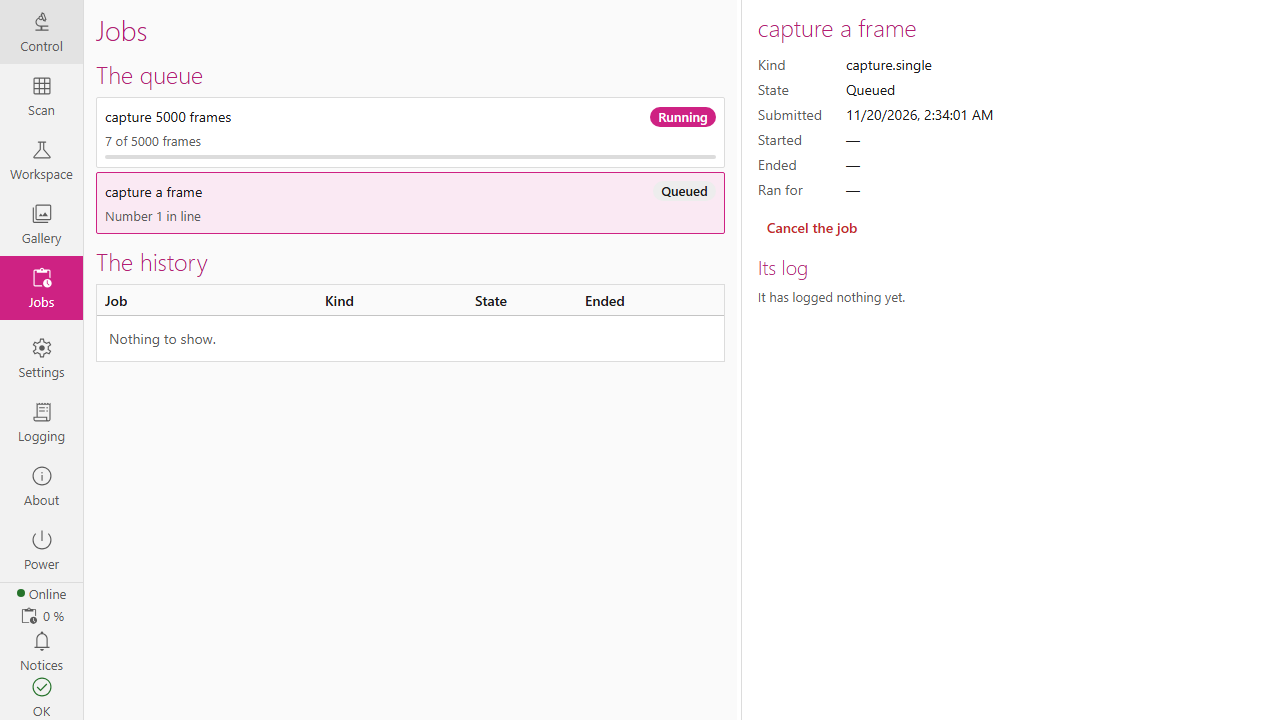 Control
Scan
Workspace
Gallery
Jobs
Settings
Logging
About
Power
Online
0 %
Notices
OK
Jobs
The queue
capture 5000 frames
Running
7 of 5000 frames
capture a frame
Queued
Number 1 in line
The history
Job Kind State Ended
Nothing to show.
capture a frame
Kind capture.single
State Queued
Submitted 11/20/2026, 2:34:01 AM
Started —
Ended —
Ran for —
Cancel the job
Its log
It has logged nothing yet.